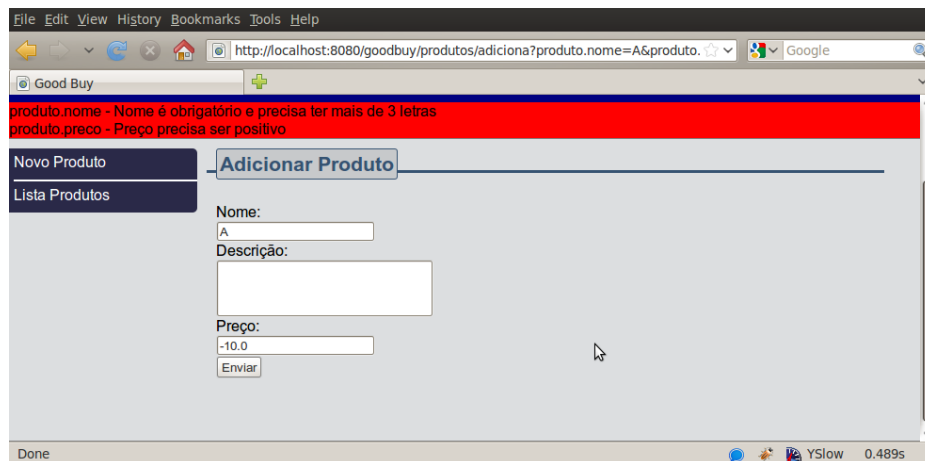 File Edit View History Bookmarks Tools Help
http://localhost:8080/goodbuy/produtos/adiciona?produto.nome=A&produto.
Google
Good Buy
produto.nome - Nome é obrigatório e precisa ter mais de 3 letras
produto.preco - Preço precisa ser positivo
Novo Produto
Adicionar Produto
Lista Produtos
Nome:
A
Descrição:
Preço:
-10.0
Enviar
Done
YSlow
0.489s